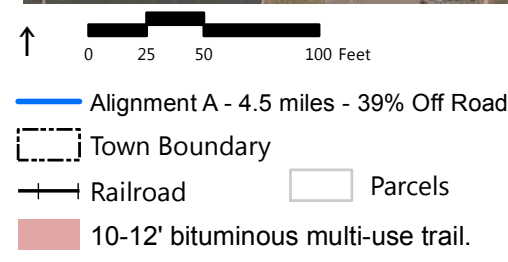 0 25 50 100 Feet
Alignment A - 4.5 miles - 39% Off Road
Town Boundary
Railroad Parcels
10-12' bituminous multi-use trail.